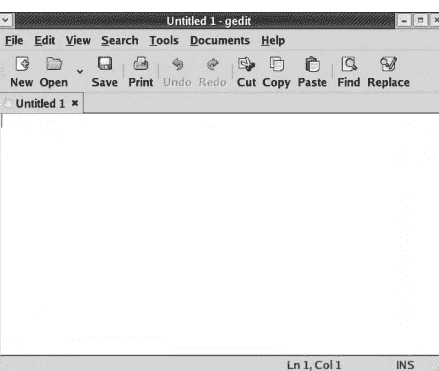 Untitled 1 - gedit
File Edit View Search Tools Documents Help
New Open Save Print Undo Redo Cut Copy Paste Find Replace
Untitled 1
Ln 1, Col 1 INS